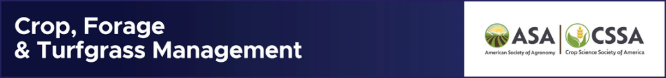 Crop, Forage
& Turfgrass Management
ASA
American Society of Agronomy
CSSA
Crop Science Society of America